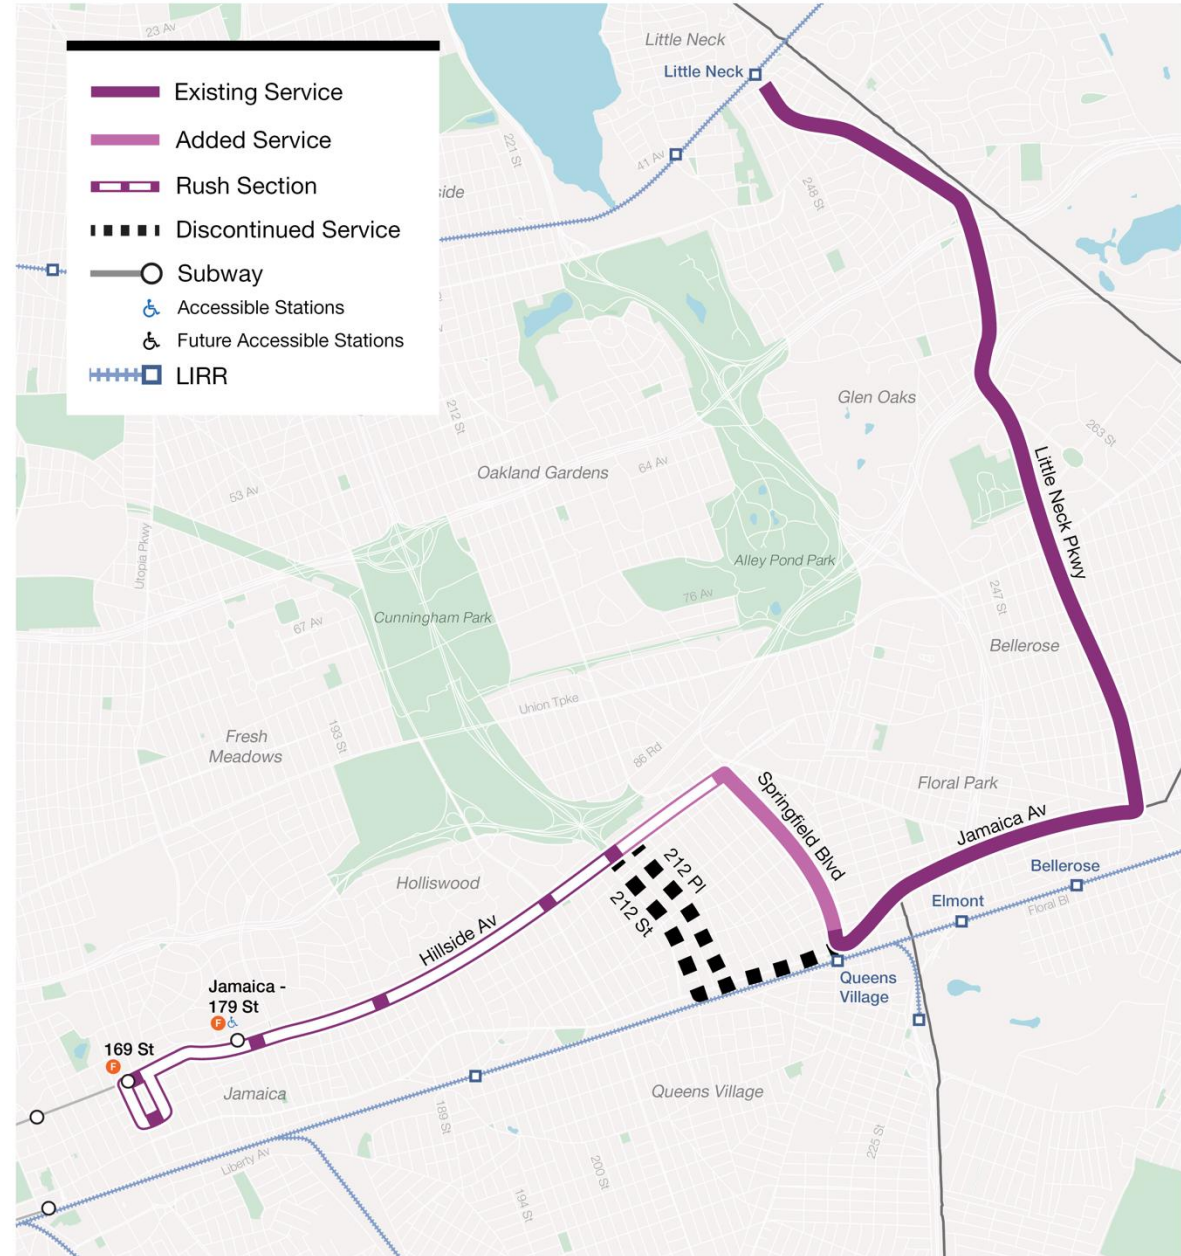 23 Av
Existing Service
Added Service
Rush Section
Discontinued Service
Subway
Accessible Stations
Future Accessible Stations
LIRR
Little Neck
Little Neck
221 St
41 Av
248 St
side
Glen Oaks
212 St
Oakland Gardens
64 Av
53 Av
263 St
Little Neck Pkwy
Utopia Pkwy
Alley Pond Park
76 Av
247 St
Cunningham Park
67 Av
Bellerose
Union Tpke
193 St
Fresh
Meadows
86 Rd
Springfield Blvd
Floral Park
Jamaica Av
212 Pl
212 St
Holliswood
Hillside Av
Bellerose
Elmont
Floral Bl
Queens
Village
Jamaica -
179 St
F
169 St
F
Jamaica
Queens Village
189 St
225 St
Liberty Av
200 St
194 St